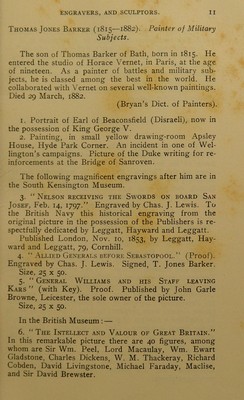 ENGRAVERS, AND SCULPTORS. 11
THOMAS JONES BARKER (1815—1882). Painter of Military
Subjects.
The son of Thomas Barker of Bath, born in 1815. He
entered the studio of Horace Vernet, in Paris, at the age
of nineteen. As a painter of battles and military sub-
jects, he is classed among the best in the world. He
collaborated with Vernet on several well-known paintings.
Died 29 March, 1882.
(Bryan's Dict. of Painters).
1. Portrait of Earl of Beaconsfield (Disraeli), now in
the possession of King George V.
2. Painting, in small yellow drawing-room Apsley
House, Hyde Park Corner. An incident in one of Wel-
lington's campaigns. Picture of the Duke writing for re-
inforcements at the Bridge of Sanroven.
The following magnificent engravings after him are in
the South Kensington Museum.
3. "NELSON RECEIVING THE SWORDS ON BOARD SAN
JOSEF, FEB. 14, 1797." Engraved by Chas. J. Lewis. To
the British Navy this historical engraving from the
original picture in the possession of the Publishers is re-
spectfully dedicated by Leggatt, Hayward and Leggatt.
Published London, Nov. 10, 1853, by Leggatt, Hay-
ward and Leggatt, 79, Cornhill.
4. "ALLIED GENERALS BEFORE SEBASTOPOOL." (Proof).
Engraved by Chas. J. Lewis. Signed, T. Jones Barker.
Size, 25 x 50.
5. "GENERAL WILLIAMS AND HIS STAFF LEAVING
KARS" (with Key). Proof. Published by John Garle
Browne, Leicester, the sole owner of the picture.
Size, 25 x 50.
In the British Museum:—
6. "THE INTELLECT AND VALOUR OF GREAT BRITAIN."
In this remarkable picture there are 40 figures, among
whom are Sir Wm. Peel, Lord Macaulay, Wm. Ewart
Gladstone, Charles Dickens, W. M. Thackeray, Richard
Cobden, David Livingstone, Michael Faraday, Maclise,
and Sir David Brewster.